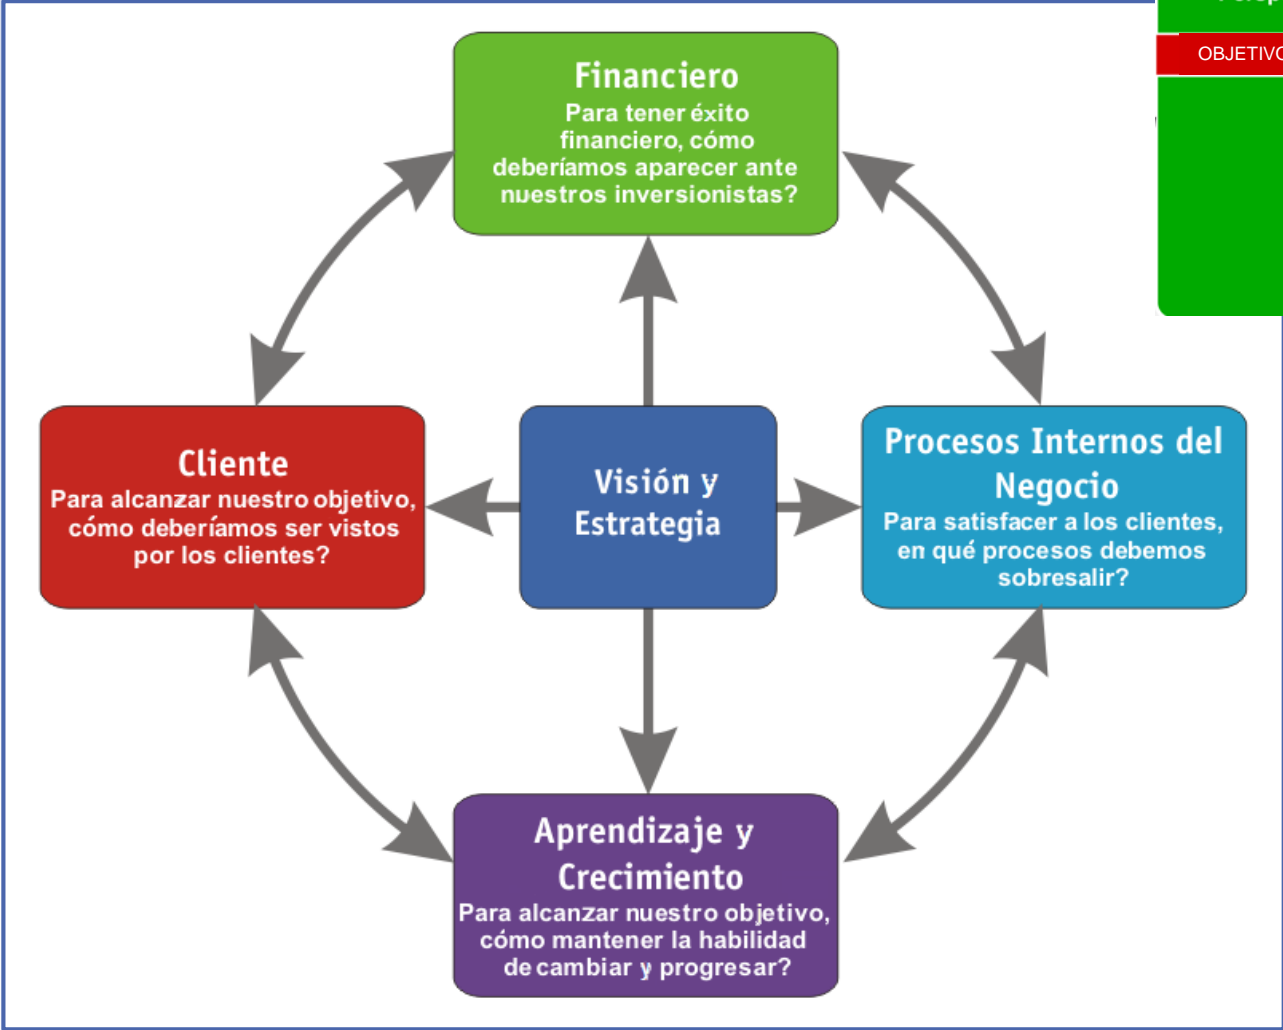 OBJETIVO
Financiero
Para tener éxito
financiero, cómo
deberíamos aparecer ante
nuestros inversionistas?
Cliente
Para alcanzar nuestro objetivo,
cómo deberíamos ser vistos
por los clientes?
Visión y
Estrategia
Procesos Internos del
Negocio
Para satisfacer a los clientes,
en qué procesos debemos
sobresalir?
Aprendizaje y
Crecimiento
Para alcanzar nuestro objetivo,
cómo mantener la habilidad
de cambiar y progresar?